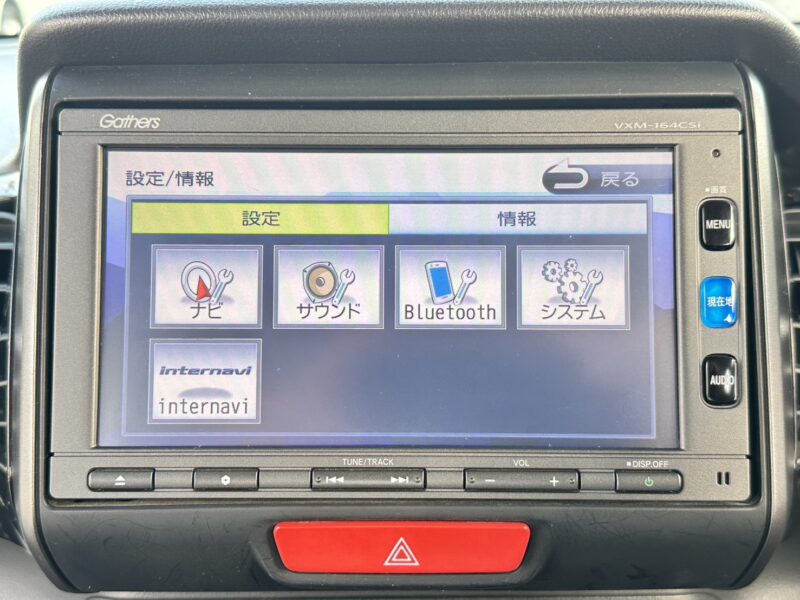 Gathers
VXM-164CSi
設定/情報
戻る
設定
情報
ナビ
サウンド
Bluetooth
システム
internavi
internavi
■画質
MENU
現在地
AUDIO
TUNE/TRACK
VOL
■DISP.OFF
− +